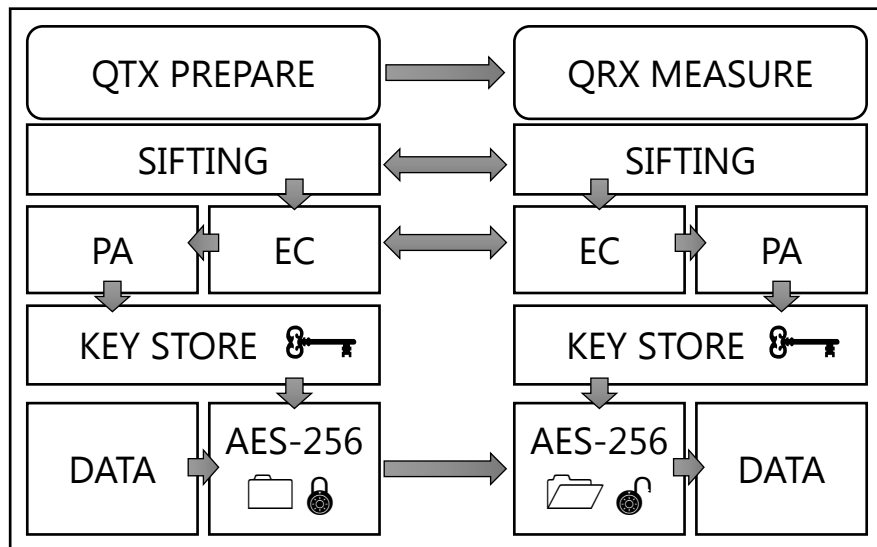 QTX PREPARE
QRX MEASURE
SIFTING
SIFTING
PA
EC
EC
PA
KEY STORE
KEY STORE
DATA
AES-256
AES-256
DATA